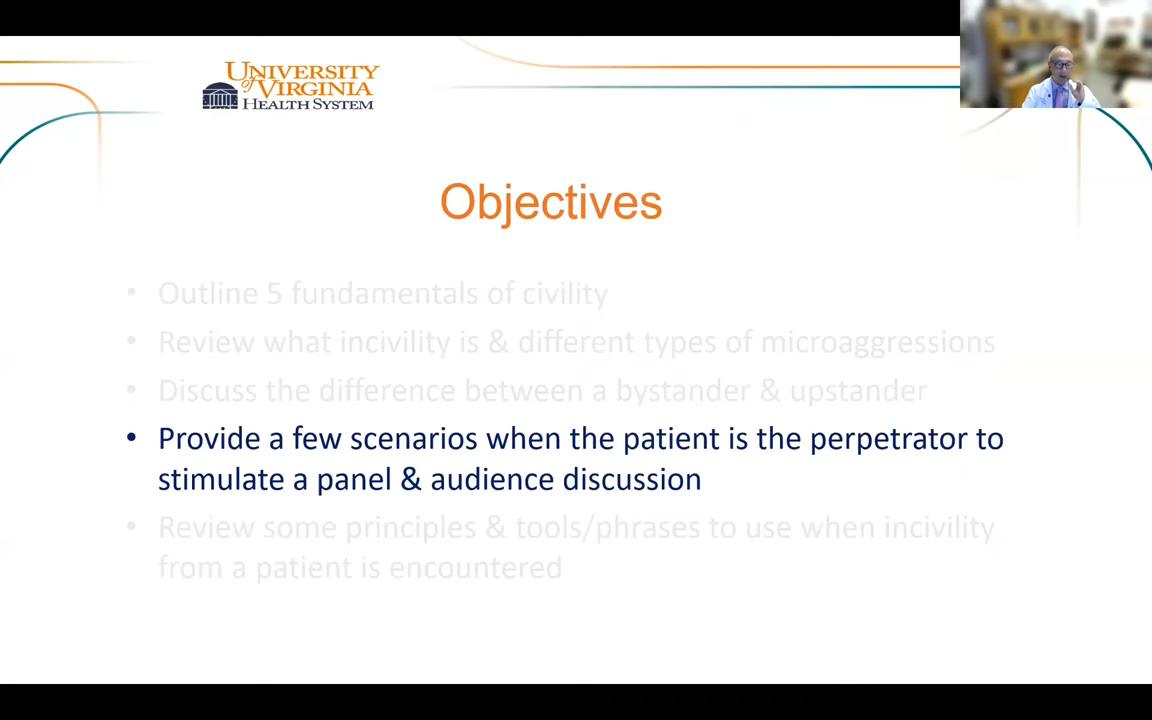 UNIVERSITY
of VIRGINIA
HEALTH SYSTEM
Objectives
• Outline 5 fundamentals of civility
• Review what incivility is & different types of microaggressions
• Discuss the difference between a bystander & upstander
• Provide a few scenarios when the patient is the perpetrator to
stimulate a panel & audience discussion
• Review some principles & tools/phrases to use when incivility
from a patient is encountered